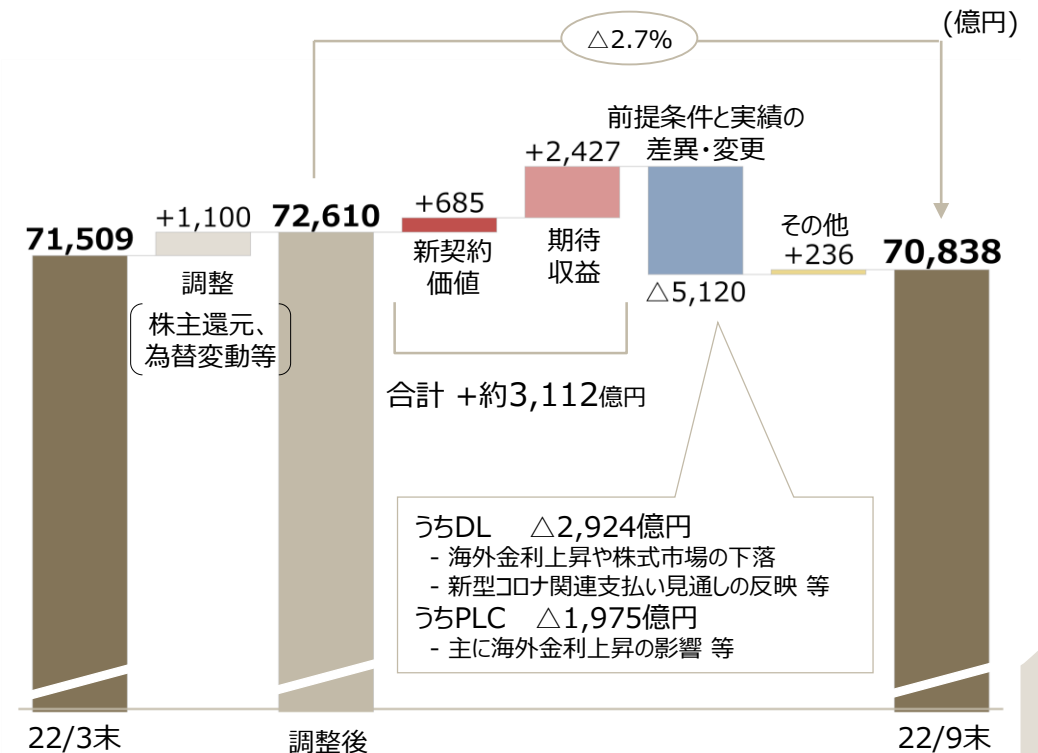 (億円)
△2.7%
前提条件と実績の
差異・変更
+2,427
+685
+1,100
72,610
71,509
その他
+236
70,838
新契約
価値
期待
収益
調整
株主還元、
為替変動等
△5,120
合計 +約3,112億円
うちDL △2,924億円
- 海外金利上昇や株式市場の下落
- 新型コロナ関連支払い見通しの反映 等
うちPLC △1,975億円
- 主に海外金利上昇の影響 等
22/3末
調整後
22/9末